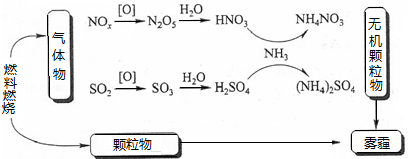 燃料燃烧
气体物
NOx [O] N2O5 H2O HNO3 NH4NO3
NH3
SO2 [O] SO3 H2O H2SO4 (NH4)2SO4
无机颗粒物
颗粒物
雾霾